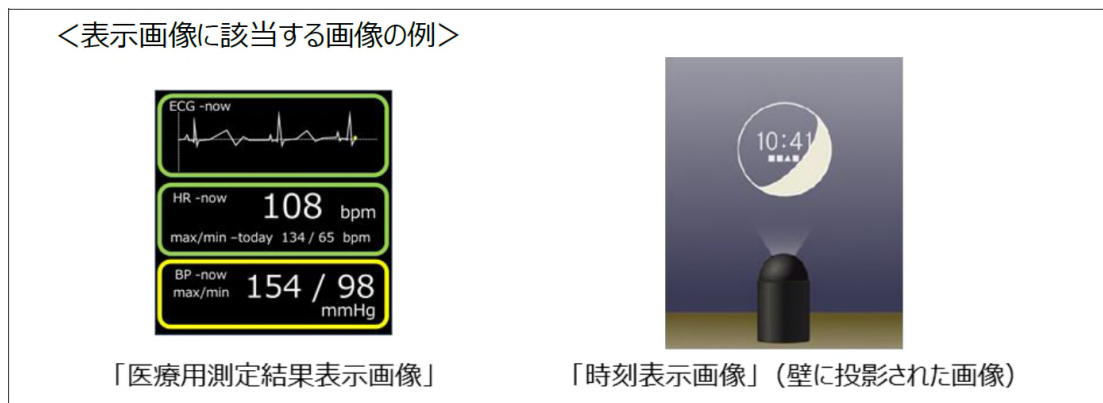 ＜表示画像に該当する画像の例＞
ECG -now
HR -now 108 bpm
max/min –today 134 / 65 bpm
BP -now
max/min 154 / 98
mmHg
10:41
■■▲■
「医療用測定結果表示画像」
「時刻表示画像」（壁に投影された画像）